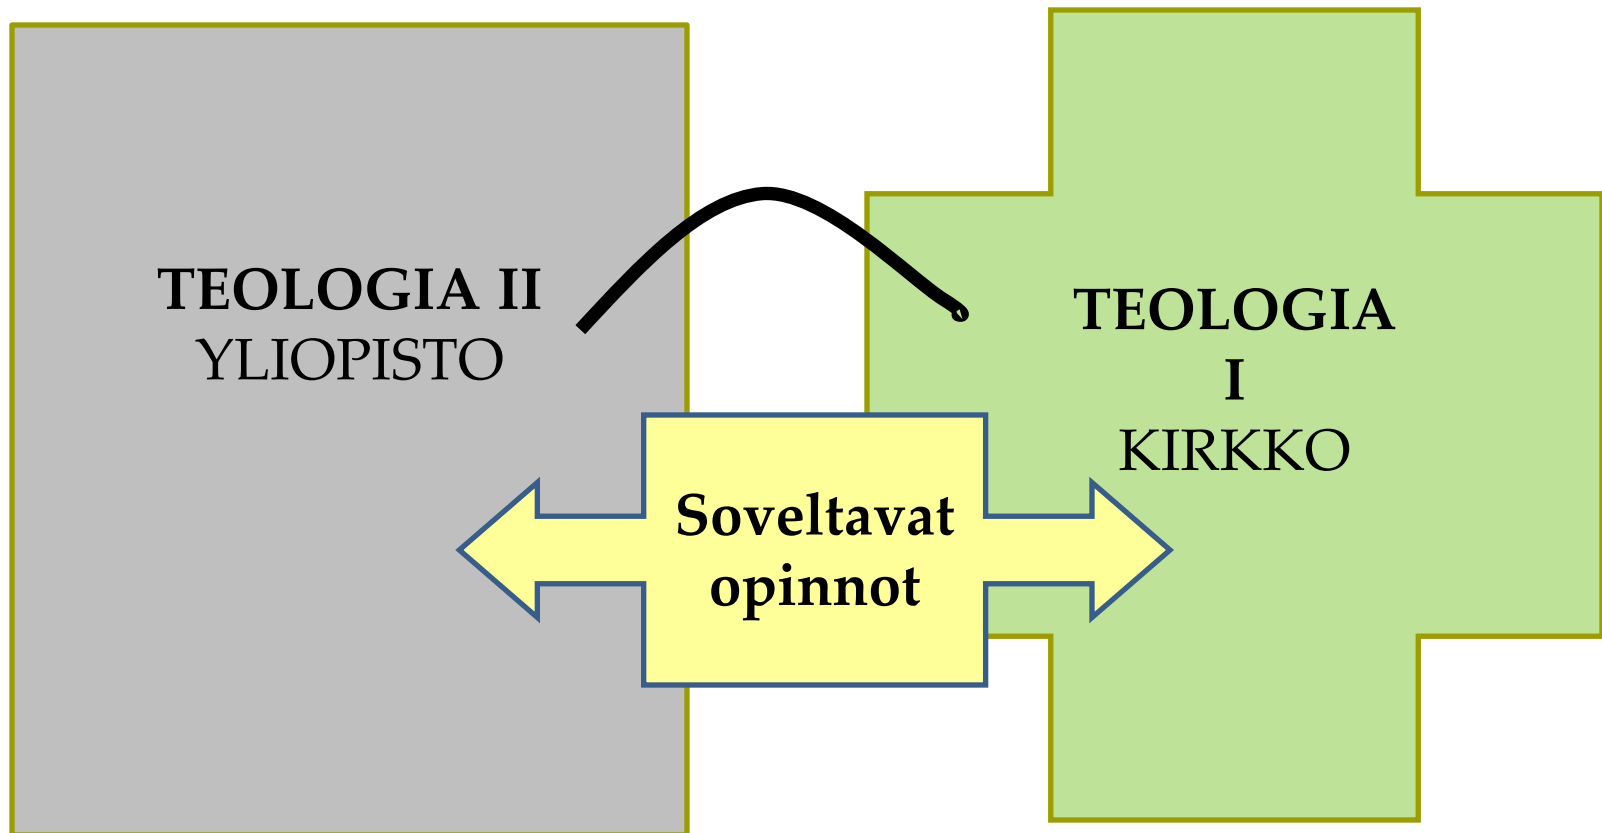 TEOLOGIA II
YLIOPISTO
TEOLOGIA
I
KIRKKO
Soveltavat
opinnot